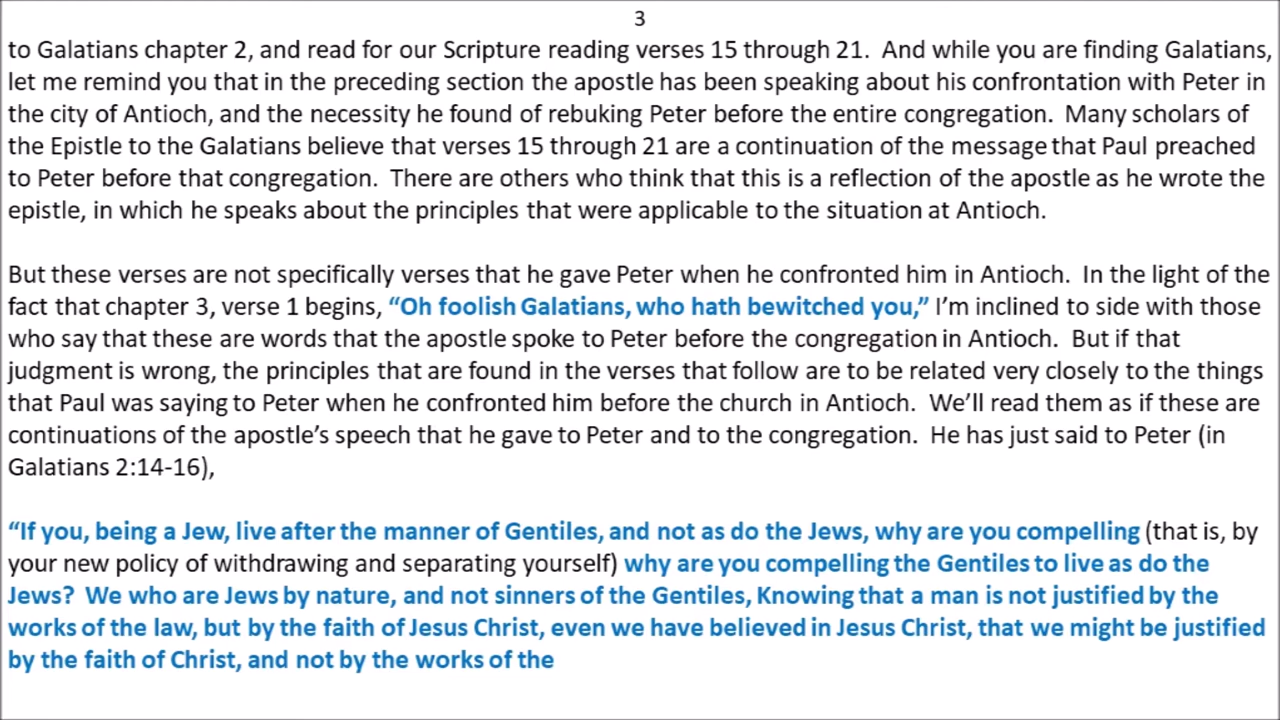 3
to Galatians chapter 2, and read for our Scripture reading verses 15 through 21.  And while you are finding Galatians,
let me remind you that in the preceding section the apostle has been speaking about his confrontation with Peter in
the city of Antioch, and the necessity he found of rebuking Peter before the entire congregation.  Many scholars of
the Epistle to the Galatians believe that verses 15 through 21 are a continuation of the message that Paul preached
to Peter before that congregation.  There are others who think that this is a reflection of the apostle as he wrote the
epistle, in which he speaks about the principles that were applicable to the situation at Antioch.
But these verses are not specifically verses that he gave Peter when he confronted him in Antioch.  In the light of the
fact that chapter 3, verse 1 begins, “Oh foolish Galatians, who hath bewitched you,” I’m inclined to side with those
who say that these are words that the apostle spoke to Peter before the congregation in Antioch.  But if that
judgment is wrong, the principles that are found in the verses that follow are to be related very closely to the things
that Paul was saying to Peter when he confronted him before the church in Antioch.  We’ll read them as if these are
continuations of the apostle’s speech that he gave to Peter and to the congregation.  He has just said to Peter (in
Galatians 2:14-16),
“If you, being a Jew, live after the manner of Gentiles, and not as do the Jews, why are you compelling (that is, by
your new policy of withdrawing and separating yourself) why are you compelling the Gentiles to live as do the
Jews?  We who are Jews by nature, and not sinners of the Gentiles, Knowing that a man is not justified by the
works of the law, but by the faith of Jesus Christ, even we have believed in Jesus Christ, that we might be justified
by the faith of Christ, and not by the works of the